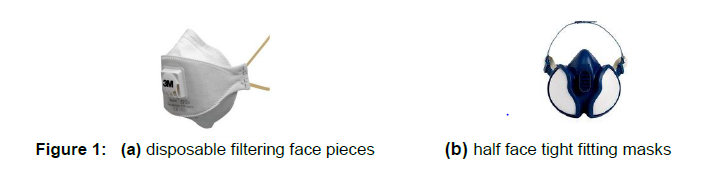 3M
Figure 1: (a) disposable filtering face pieces
(b) half face tight fitting masks